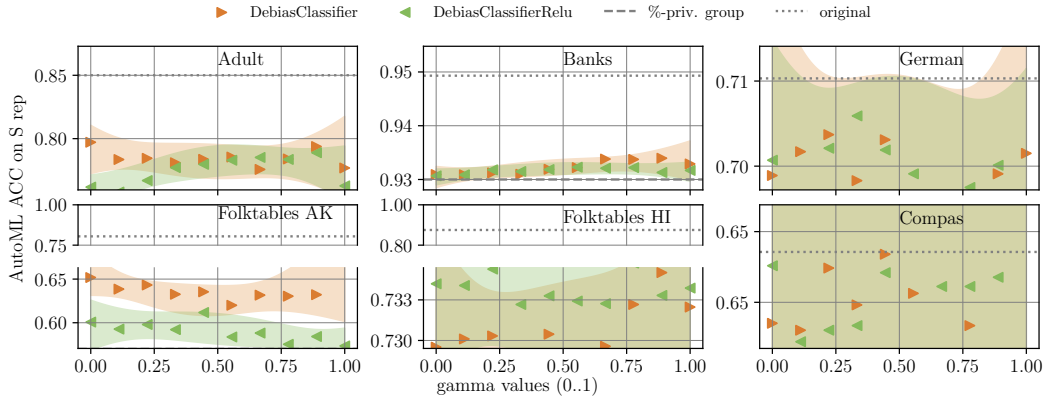 DebiasClassifier DebiasClassifierRelu %-priv. group original
AutoML ACC on S rep
Adult
0.85
0.80
Banks
0.95
0.94
0.93
German
0.71
0.70
Folktables AK
1.00
0.75
0.65
0.60
0.00 0.25 0.50 0.75 1.00
Folktables HI
1.00
0.80
0.733
0.730
0.00 0.25 0.50 0.75 1.00
Compas
0.65
0.65
0.00 0.25 0.50 0.75 1.00
gamma values (0..1)